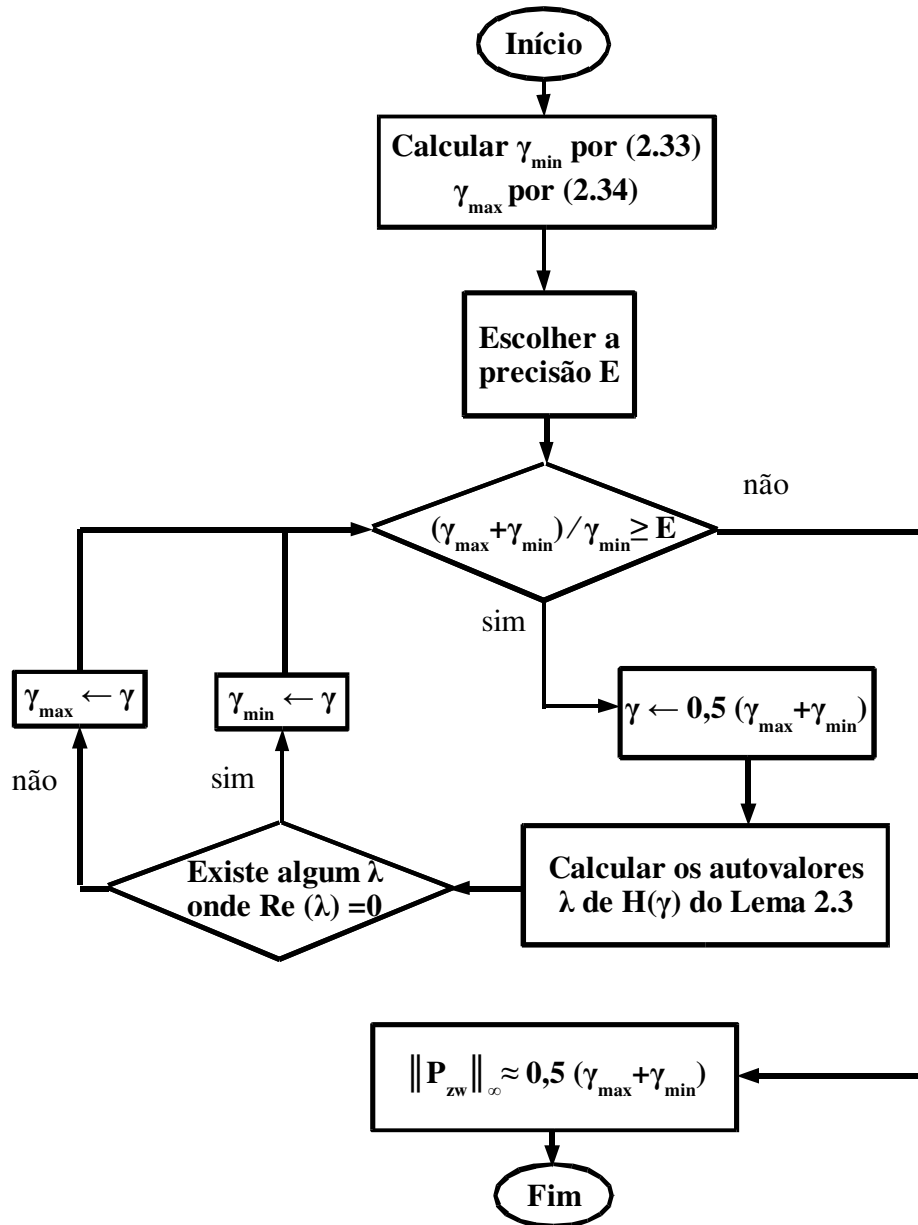 Início
Calcular γmin por (2.33)
γmax por (2.34)
Escolher a
precisão E
(γmax+γmin) ∕ γmin ≥ E
não
sim
γmax ← γ
γmin ← γ
γ ← 0,5 (γmax+γmin)
não
sim
Existe algum λ
onde Re (λ) =0
Calcular os autovalores
λ de H(γ) do Lema 2.3
‖Pzw‖∞ ≈ 0,5 (γmax+γmin)
Fim